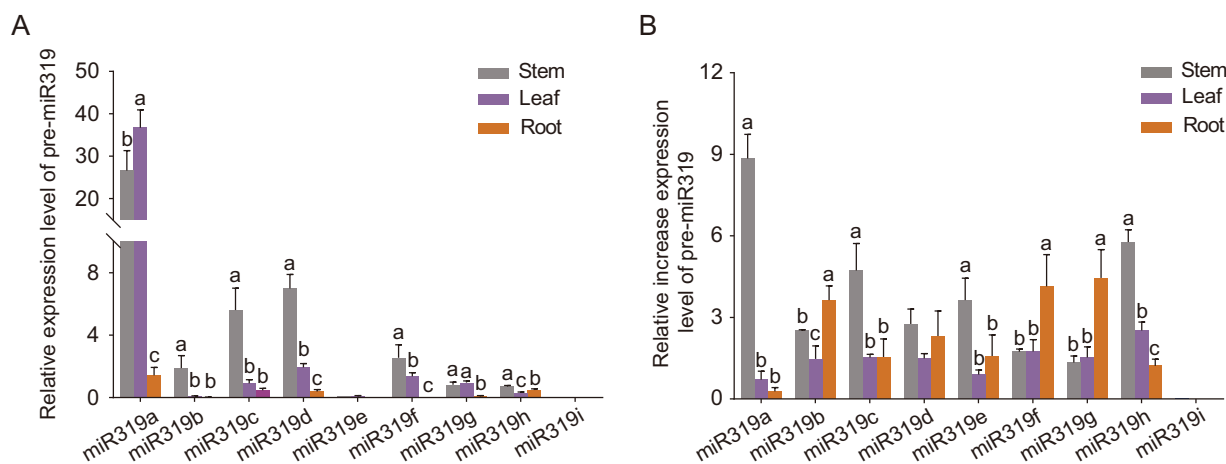 A
Relative expression level of pre-miR319
50
40
30
20
8
4
0
Stem
Leaf
Root
b a c
a b b
a b b
a b c
a b c
a a b
a c b
miR319a miR319b miR319c miR319d miR319e miR319f miR319g miR319h miR319i
B
Relative increase expression
level of pre-miR319
12
9
6
3
0
Stem
Leaf
Root
a b b
b c a
a b b
a b b
b b a
b b a
a b c
miR319a miR319b miR319c miR319d miR319e miR319f miR319g miR319h miR319i